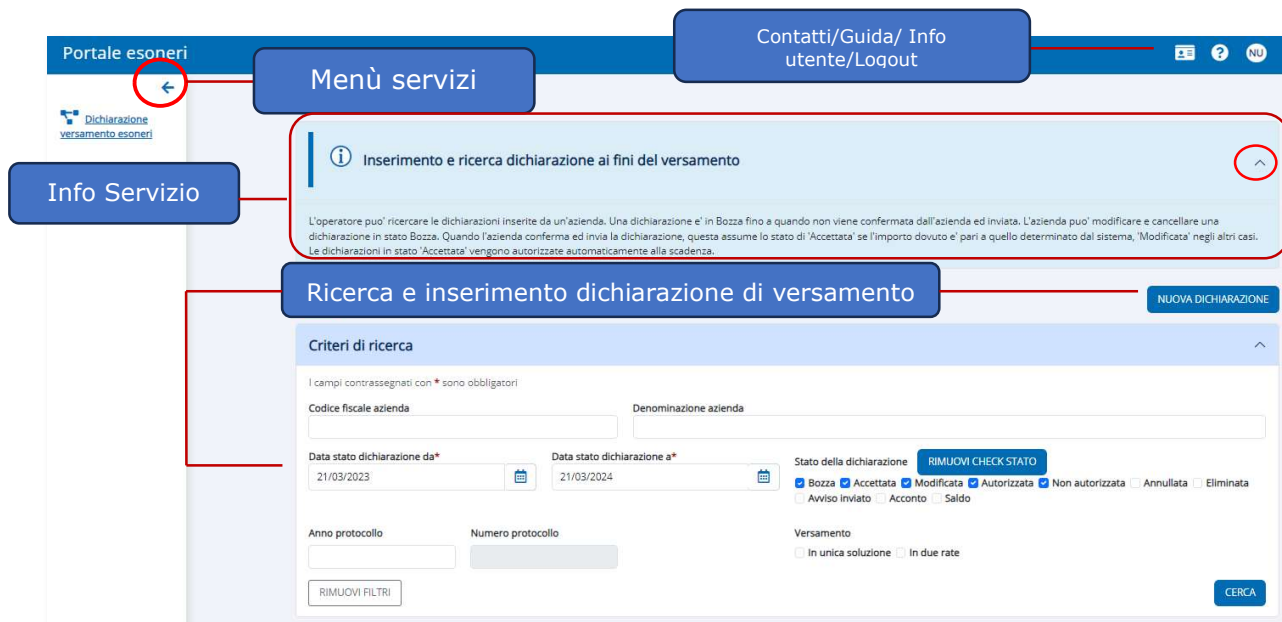 Contatti/Guida/ Info
utente/Logout
Portale esoneri
NU
Menù servizi
Dichiarazione
versamento esoneri
Inserimento e ricerca dichiarazione ai fini del versamento
Info Servizio
L'operatore puo' ricercare le dichiarazioni inserite da un'azienda. Una dichiarazione e' in Bozza fino a quando non viene confermata dall'azienda ed inviata. L'azienda puo' modificare e cancellare una
dichiarazione in stato Bozza. Quando l'azienda conferma ed invia la dichiarazione, questa assume lo stato di 'Accettata' se l'importo dovuto e' pari a quello determinato dal sistema, 'Modificata' negli altri casi.
Le dichiarazioni in stato 'Accettata' vengono autorizzate automaticamente alla scadenza.
Ricerca e inserimento dichiarazione di versamento
NUOVA DICHIARAZIONE
Criteri di ricerca
I campi contrassegnati con * sono obbligatori
Codice fiscale azienda
Denominazione azienda
Data stato dichiarazione da*
Data stato dichiarazione a*
Stato della dichiarazione
RIMUOVI CHECK STATO
21/03/2023
21/03/2024
Bozza Accettata Modificata Autorizzata Non autorizzata Annullata Eliminata
Avviso inviato Acconto Saldo
Anno protocollo
Numero protocollo
Versamento
In unica soluzione In due rate
RIMUOVI FILTRI
CERCA